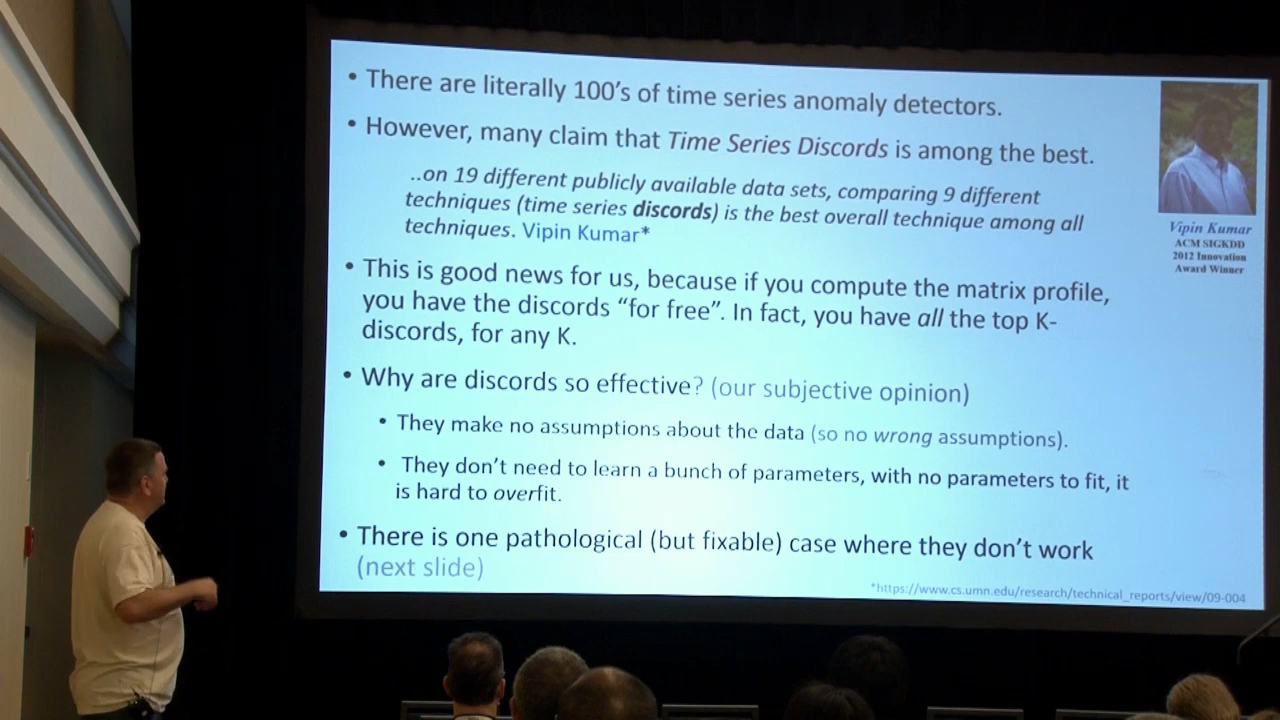 • There are literally 100's of time series anomaly detectors.
• However, many claim that Time Series Discords is among the best.
..on 19 different publicly available data sets, comparing 9 different
techniques (time series discords) is the best overall technique among all
techniques. Vipin Kumar*
Vipin Kumar
ACM SIGKDD
2012 Innovation
Award Winner
• This is good news for us, because if you compute the matrix profile,
you have the discords “for free”. In fact, you have all the top K-
discords, for any K.
• Why are discords so effective? (our subjective opinion)
• They make no assumptions about the data (so no wrong assumptions).
• They don't need to learn a bunch of parameters, with no parameters to fit, it
is hard to overfit.
• There is one pathological (but fixable) case where they don't work
(next slide)
*https://www.cs.umn.edu/research/technical_reports/view/09-004